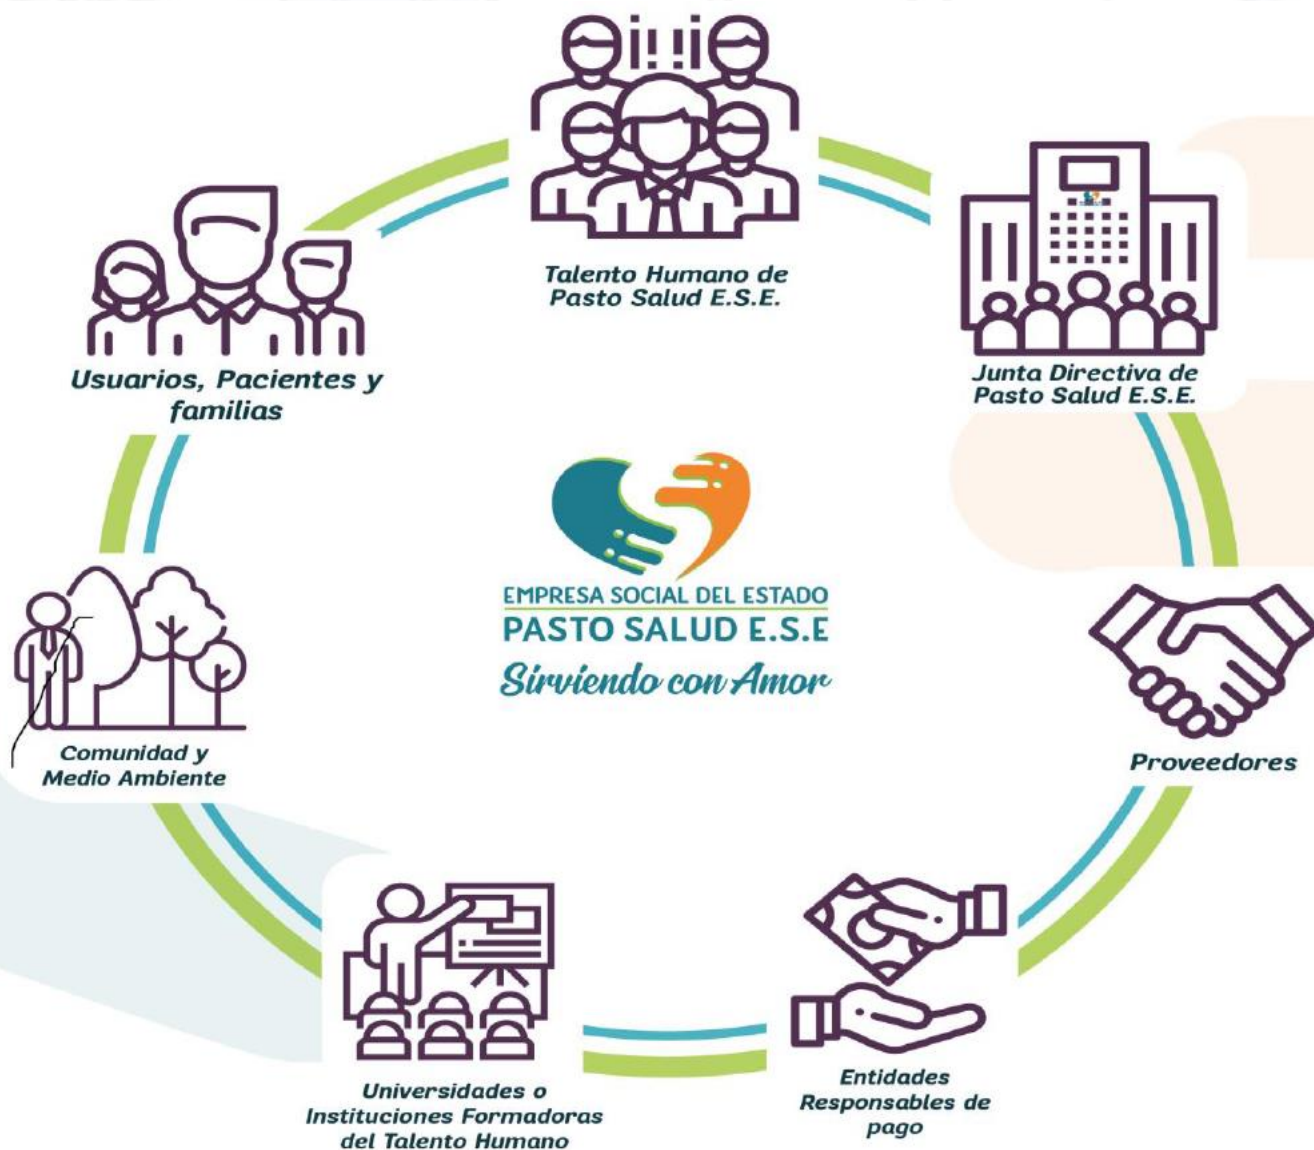 Talento Humano de
Pasto Salud E.S.E.
Junta Directiva de
Pasto Salud E.S.E.
Usuarios, Pacientes y
familias
EMPRESA SOCIAL DEL ESTADO
PASTO SALUD E.S.E
Sirviendo con Amor
Comunidad y
Medio Ambiente
Proveedores
Universidades o
Instituciones Formadoras
del Talento Humano
Entidades
Responsables de
pago